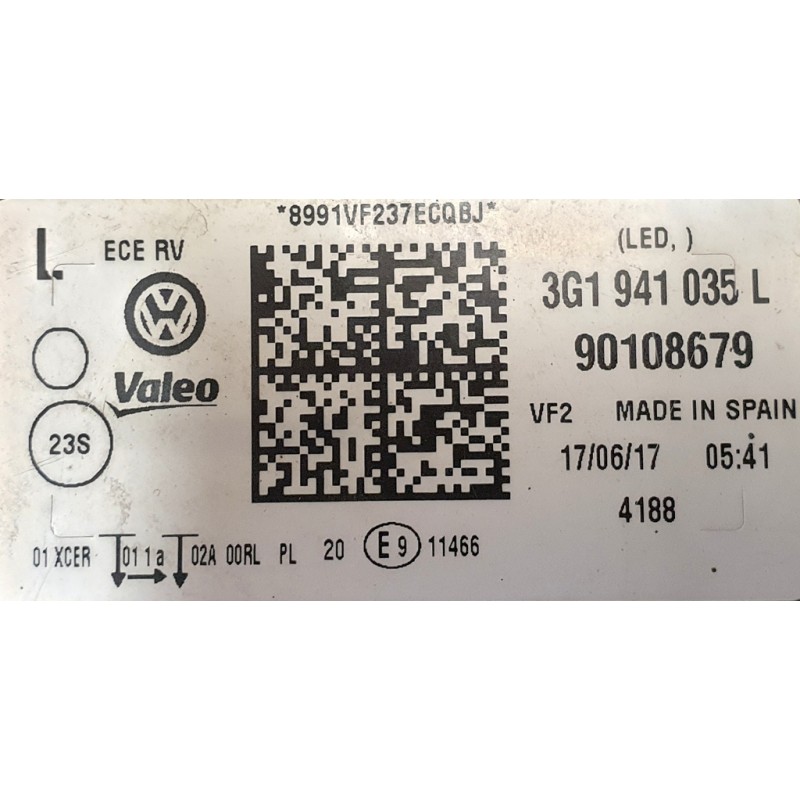 *8991VF237ECQBJ*
L.
ECE RV
(LED, )
3G1 941 035 L
Valeo
90108679
VF2 MADE IN SPAIN
23S
17/06/17 05:41
4188
01 XCER 01 1a 02A 00RL PL 20 E 9 11466